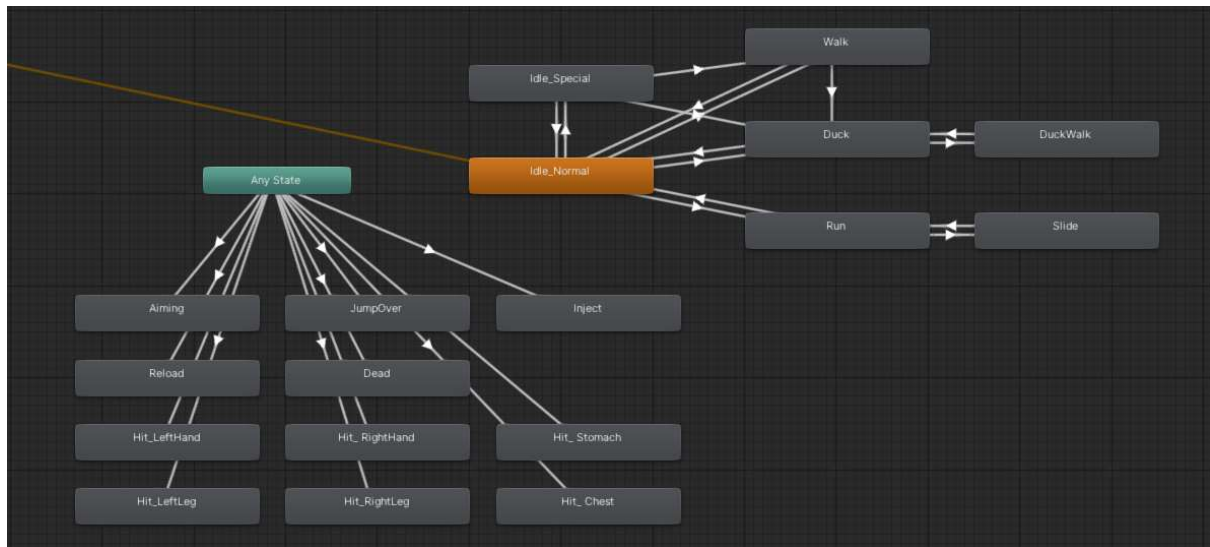 Walk
Idle_Special
Duck
DuckWalk
Idle_Normal
Any State
Run
Slide
Aiming
JumpOver
Inject
Reload
Dead
Hit_LeftHand
Hit_ RightHand
Hit_ Stomach
Hit_LeftLeg
Hit_RightLeg
Hit_ Chest